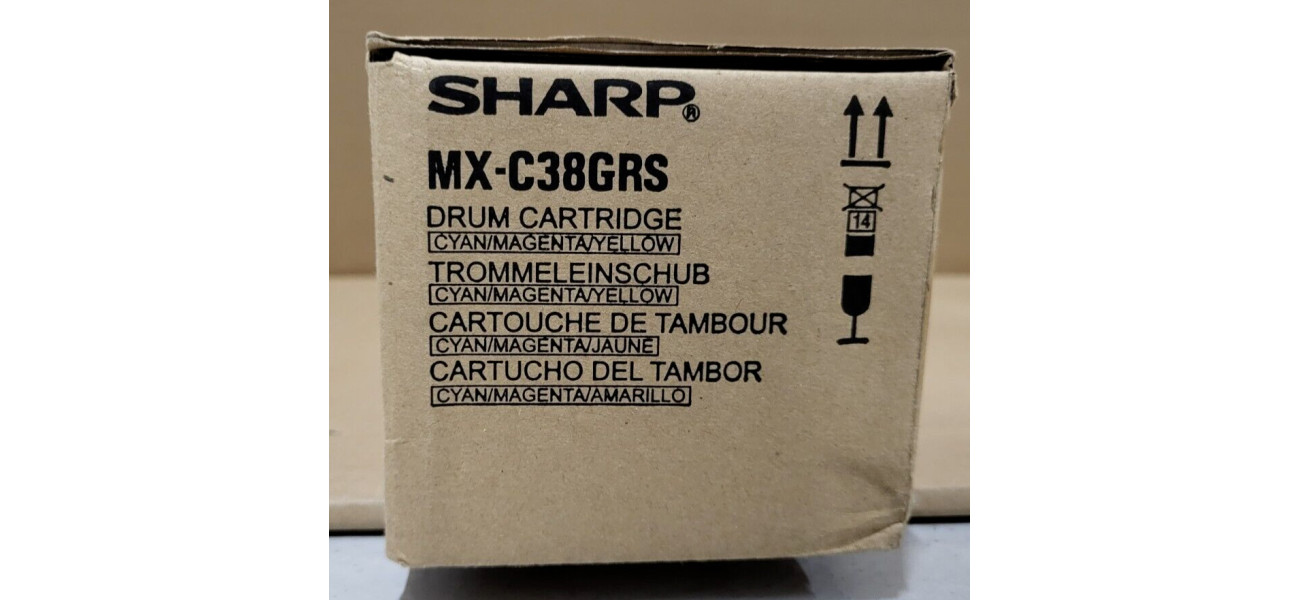 SHARP®
MX-C38GRS
DRUM CARTRIDGE
CYAN/MAGENTA/YELLOW
TROMMELEINSCHUB
CYAN/MAGENTA/YELLOW
CARTOUCHE DE TAMBOUR
CYAN/MAGENTA/JAUNE
CARTUCHO DEL TAMBOR
CYAN/MAGENTA/AMARILLO
14